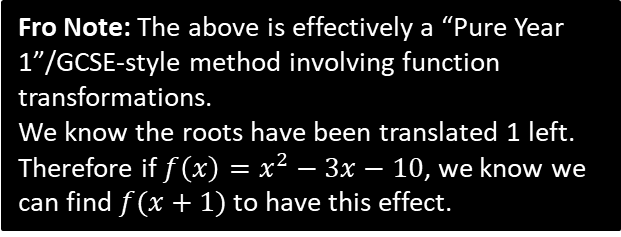 Fro Note: The above is effectively a “Pure Year
1”/GCSE-style method involving function
transformations.
We know the roots have been translated 1 left.
Therefore if 𝑓(𝑥) = 𝑥² − 3𝑥 − 10, we know we
can find 𝑓(𝑥 + 1) to have this effect.